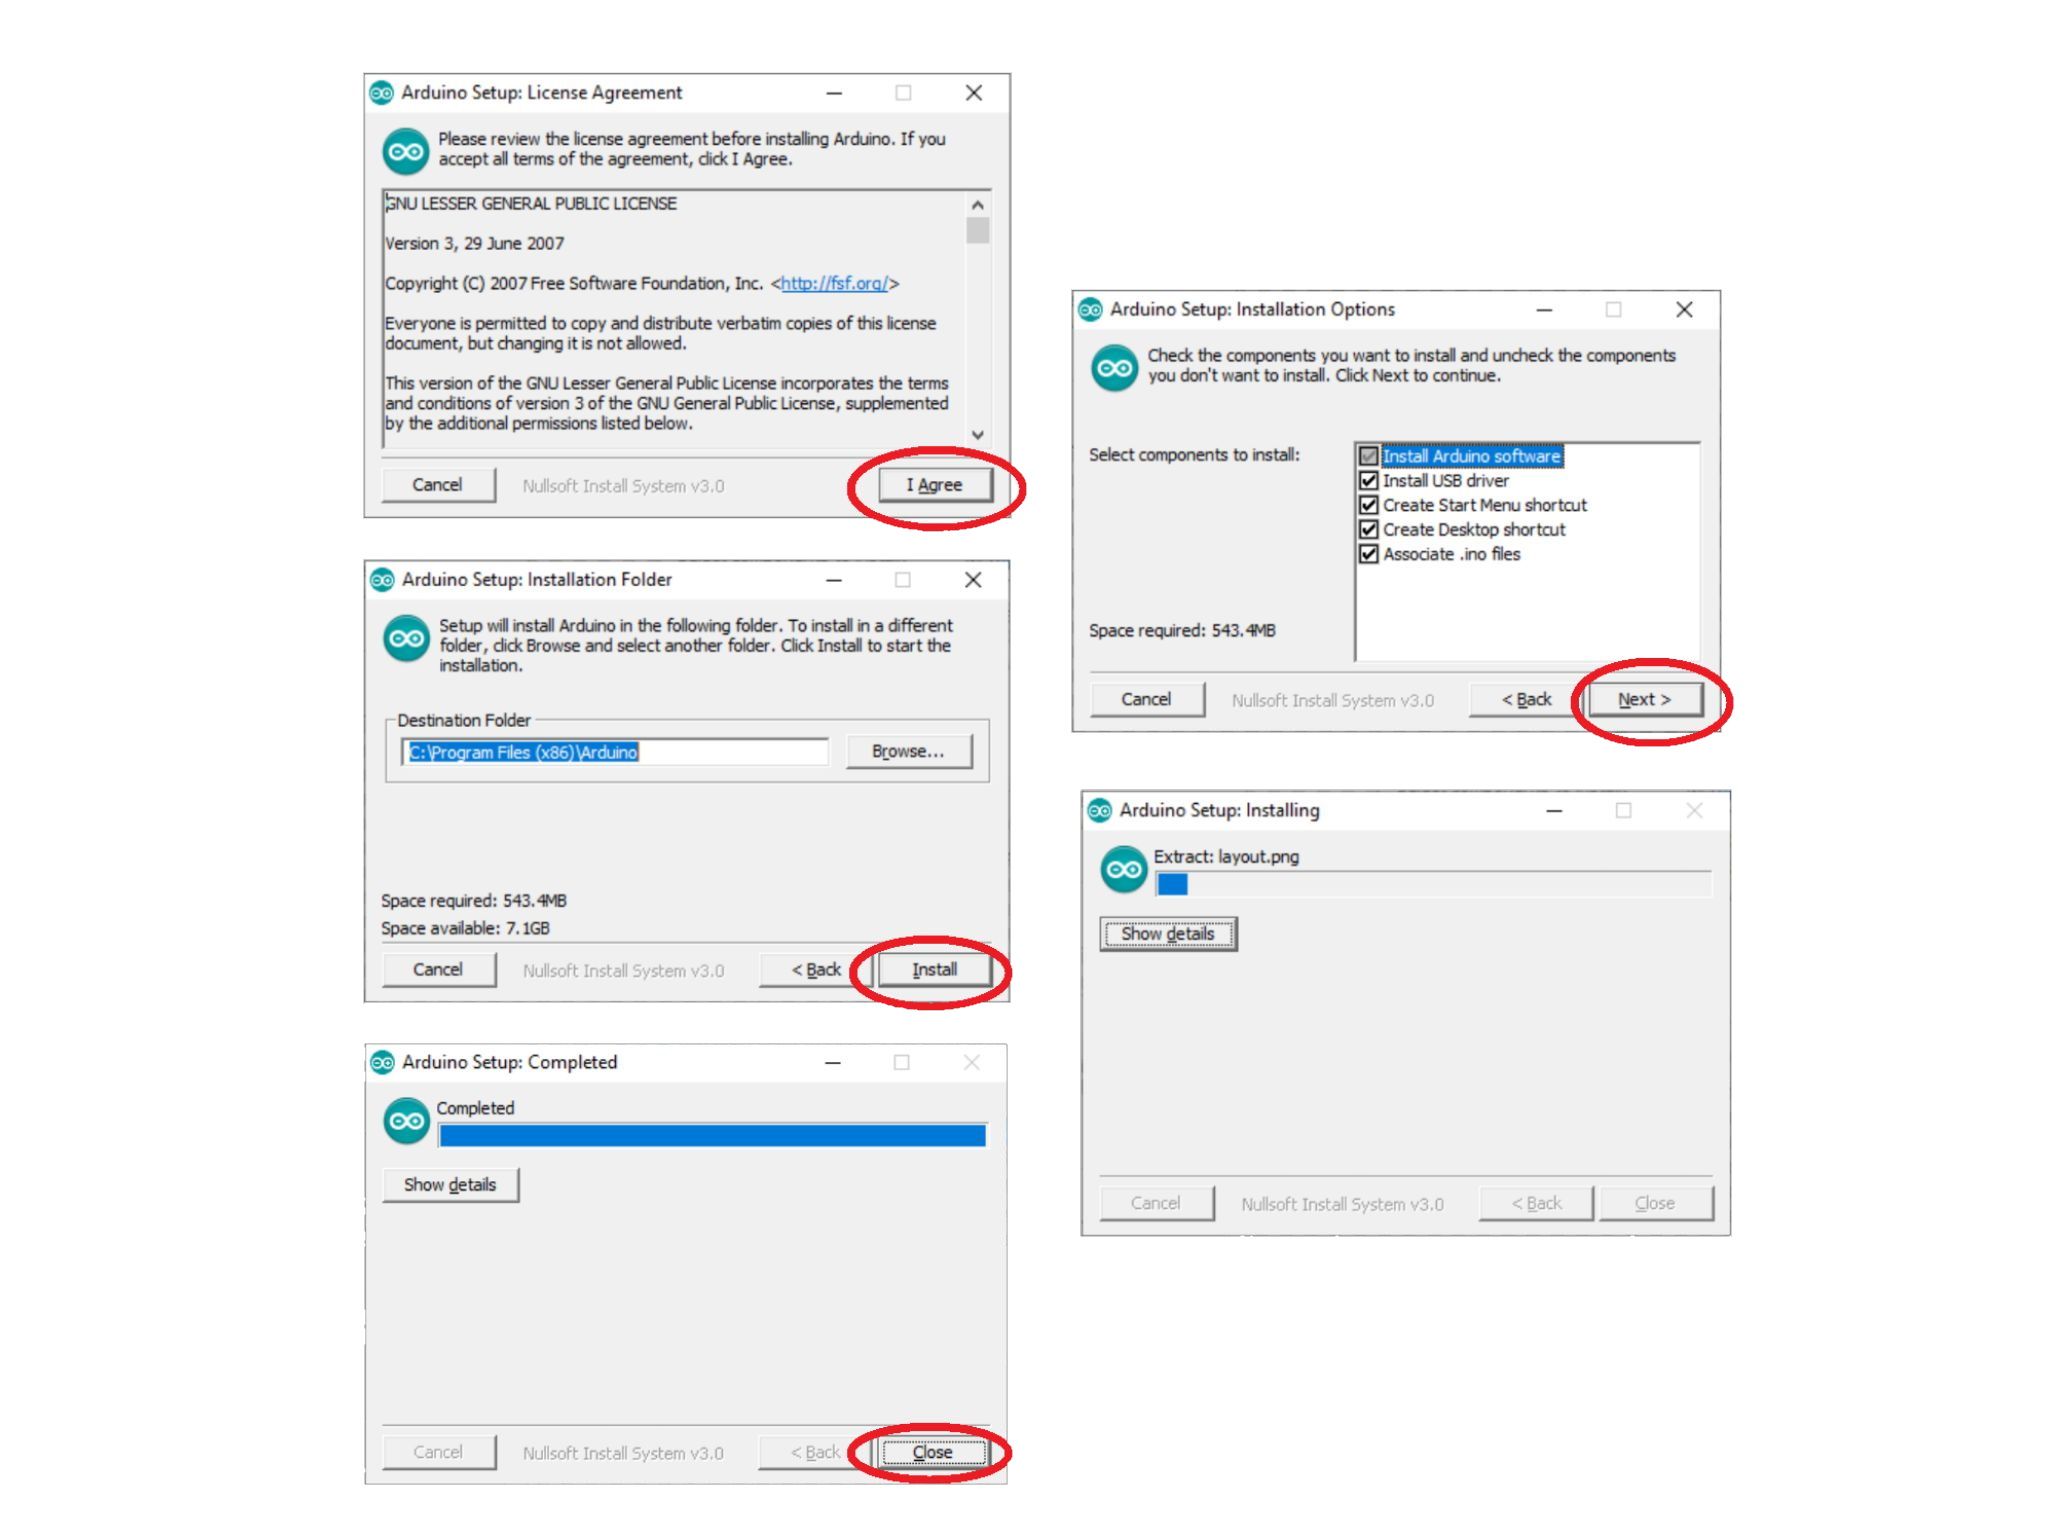 Arduino Setup: License Agreement
Please review the license agreement before installing Arduino. If you
accept all terms of the agreement, click I Agree.
GNU LESSER GENERAL PUBLIC LICENSE
Version 3, 29 June 2007
Copyright (C) 2007 Free Software Foundation, Inc. <http://fsf.org/>
Everyone is permitted to copy and distribute verbatim copies of this license
document, but changing it is not allowed.
This version of the GNU Lesser General Public License incorporates the terms
and conditions of version 3 of the GNU General Public License, supplemented
by the additional permissions listed below.
Cancel Nullsoft Install System v3.0 I Agree
Arduino Setup: Installation Options
Check the components you want to install and uncheck the components
you don't want to install. Click Next to continue.
Select components to install:
Install Arduino software
Install USB driver
Create Start Menu shortcut
Create Desktop shortcut
Associate .ino files
Space required: 543.4MB
Cancel Nullsoft Install System v3.0 < Back Next >
Arduino Setup: Installation Folder
Setup will install Arduino in the following folder. To install in a different
folder, click Browse and select another folder. Click Install to start the
installation.
Destination Folder
C:\Program Files (x86)\Arduino Browse...
Space required: 543.4MB
Space available: 7.1GB
Cancel Nullsoft Install System v3.0 < Back Install
Arduino Setup: Installing
Extract: layout.png
Show details
Cancel Nullsoft Install System v3.0 < Back Close
Arduino Setup: Completed
Completed
Show details
Cancel Nullsoft Install System v3.0 < Back Close